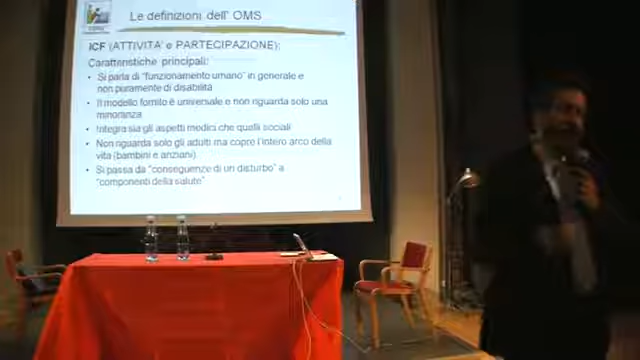 Le definizioni dell' OMS
ICF (ATTIVITA' e PARTECIPAZIONE):
Caratteristiche principali:
• Si parla di "funzionamento umano" in generale e
non puramente di disabilità
• Il modello fornito è universale e non riguarda solo una
minoranza
• Integra sia gli aspetti medici che quelli sociali
• Non riguarda solo gli adulti ma copre l'intero arco della
vita (bambini e anziani)
• Si passa da "conseguenze di un disturbo" a
"componenti della salute"